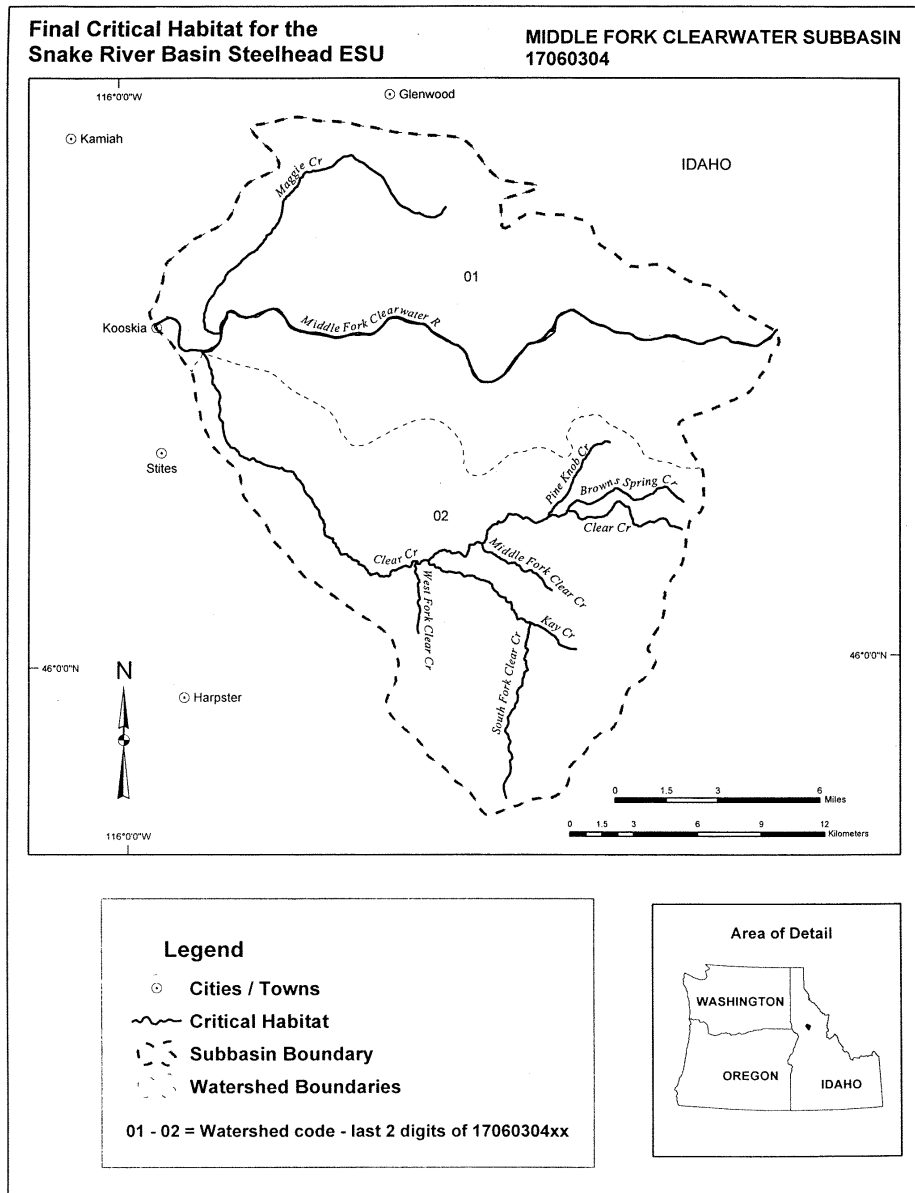 Final Critical Habitat for the
Snake River Basin Steelhead ESU
MIDDLE FORK CLEARWATER SUBBASIN
17060304
116°0'0"W
Glenwood
Kamiah
IDAHO
Maggie Cr
01
Kooskia
Middle Fork Clearwater R
Stites
Pine Knob Cr
Browns Spring Cr
02
Clear Cr
Clear Cr
Middle Fork Clear Cr
West Fork Clear Cr
Kay Cr
South Fork Clear Cr
46°0'0"N
46°0'0"N
N
Harpster
0 1.5 3 6
Miles
0 1.5 3 6 9 12
Kilometers
116°0'0"W
Legend
Cities / Towns
Critical Habitat
Subbasin Boundary
Watershed Boundaries
01 - 02 = Watershed code - last 2 digits of 17060304xx
Area of Detail
WASHINGTON
OREGON
IDAHO